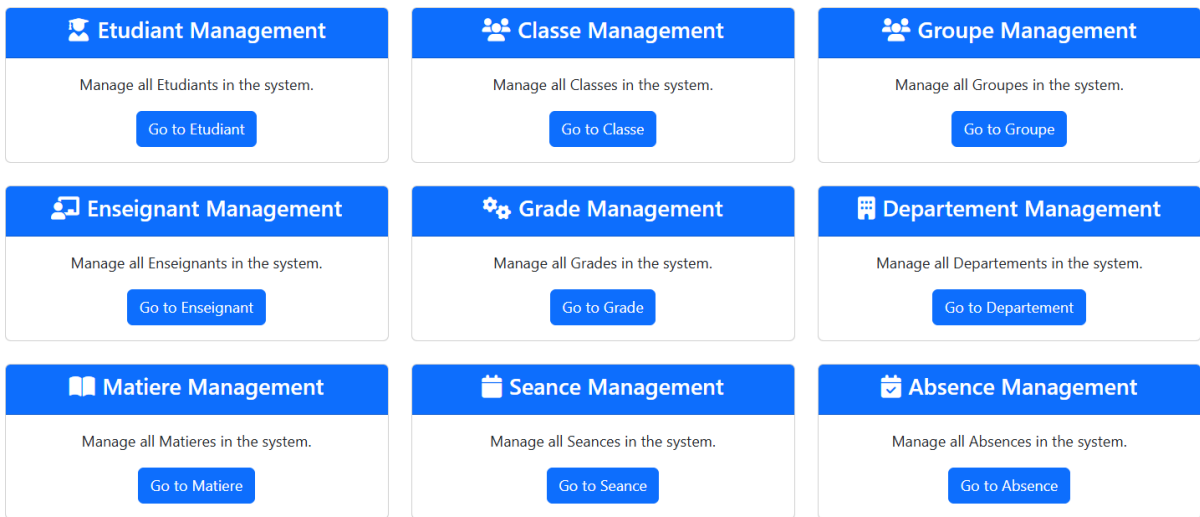 Etudiant Management
Manage all Etudiants in the system.
Go to Etudiant
Classe Management
Manage all Classes in the system.
Go to Classe
Groupe Management
Manage all Groupes in the system.
Go to Groupe
Enseignant Management
Manage all Enseignants in the system.
Go to Enseignant
Grade Management
Manage all Grades in the system.
Go to Grade
Departement Management
Manage all Departements in the system.
Go to Departement
Matiere Management
Manage all Matieres in the system.
Go to Matiere
Seance Management
Manage all Seances in the system.
Go to Seance
Absence Management
Manage all Absences in the system.
Go to Absence